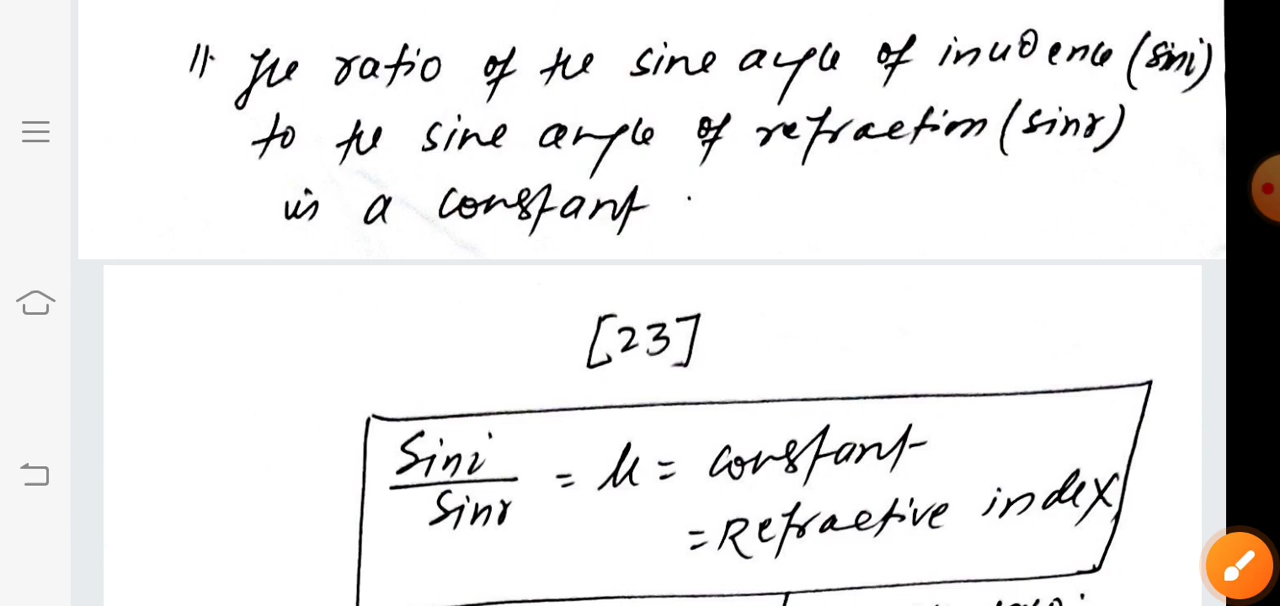 11. The ratio of the sine angle of incidence (sini)
to the sine angle of refraction (sinr)
is a constant.
[23]
Sini
Sinr
= μ = constant
= Refractive index